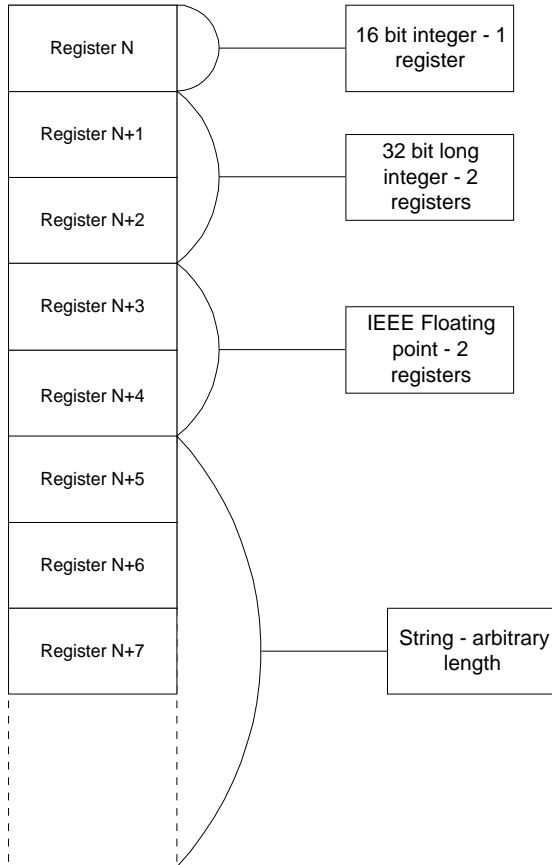 Register N
16 bit integer - 1
register
Register N+1
Register N+2
32 bit long
integer - 2
registers
Register N+3
Register N+4
IEEE Floating
point - 2
registers
Register N+5
Register N+6
Register N+7
String - arbitrary
length